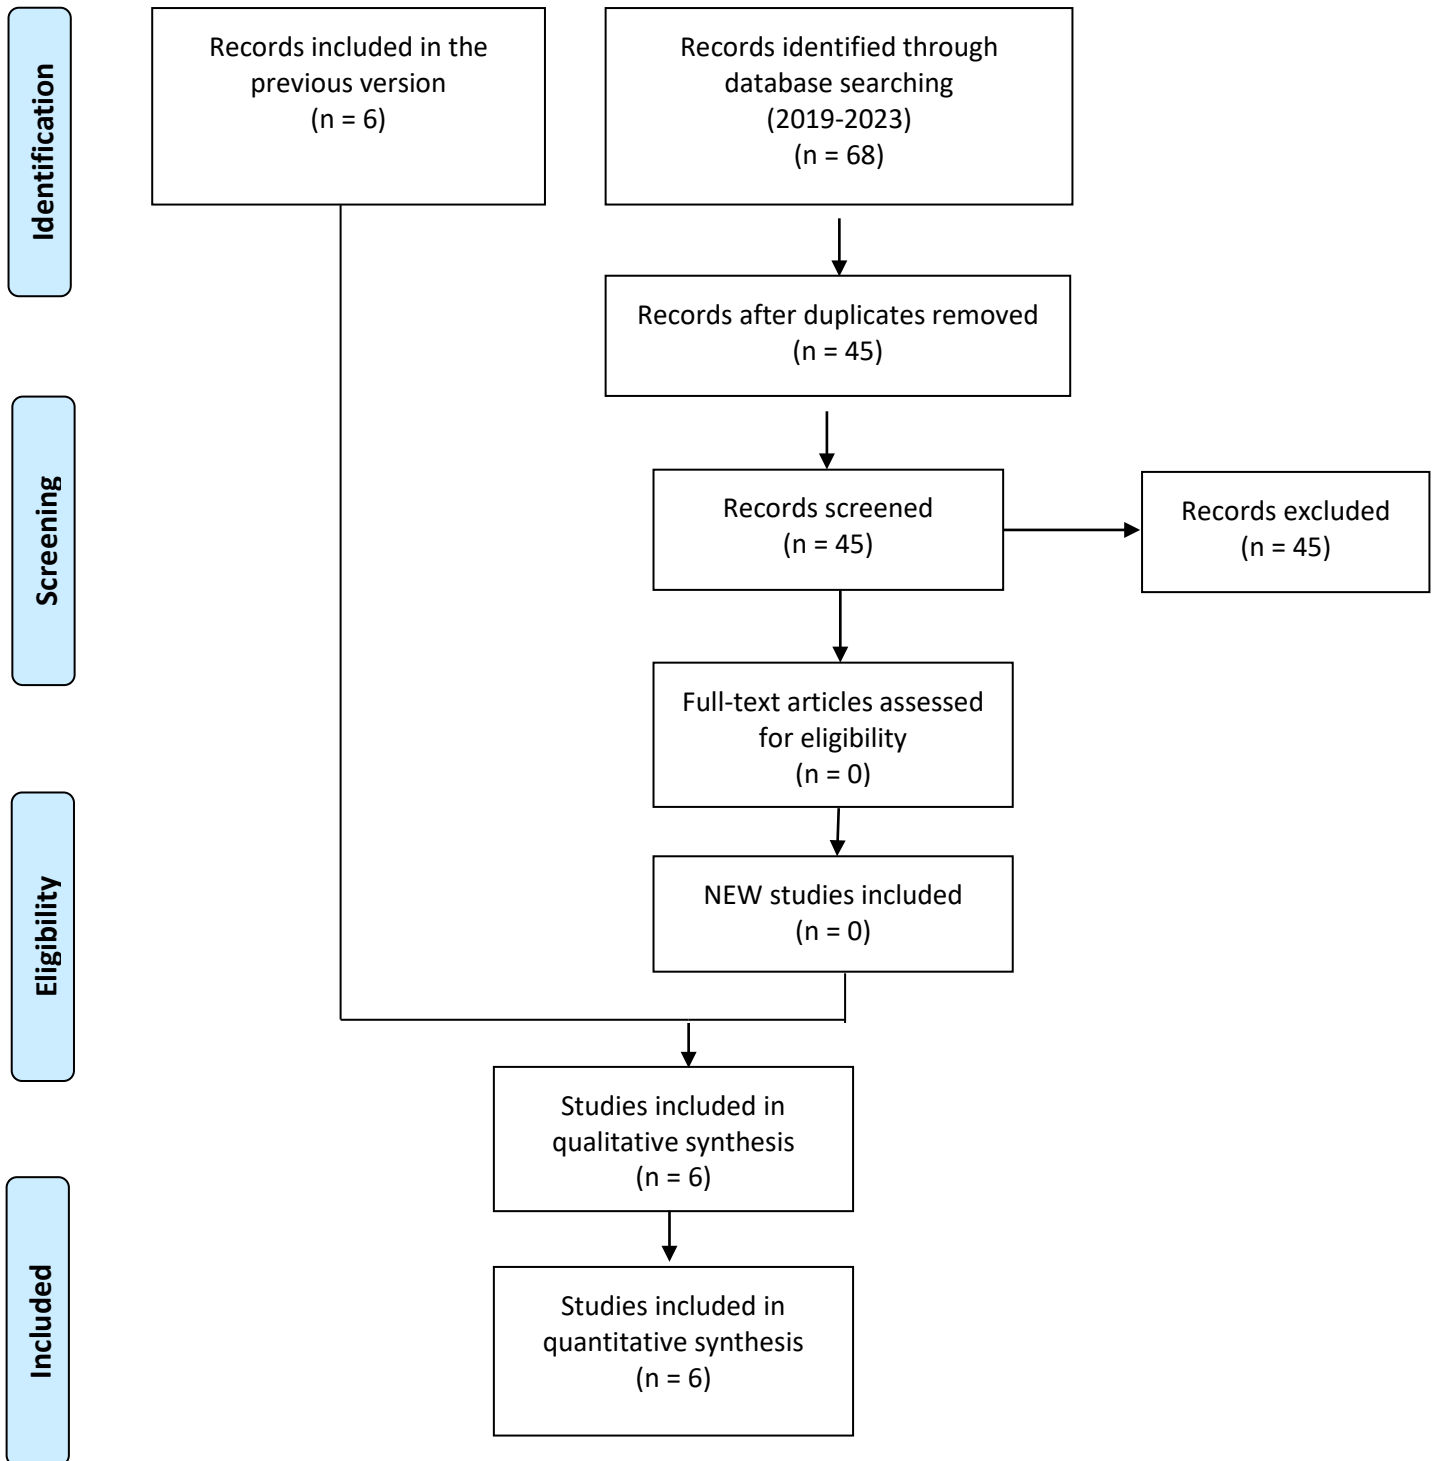 Identification
Records included in the
previous version
(n = 6)
Records identified through
database searching
(2019-2023)
(n = 68)
Records after duplicates removed
(n = 45)
Screening
Records screened
(n = 45)
Records excluded
(n = 45)
Full-text articles assessed
for eligibility
(n = 0)
Eligibility
NEW studies included
(n = 0)
Studies included in
qualitative synthesis
(n = 6)
Included
Studies included in
quantitative synthesis
(n = 6)